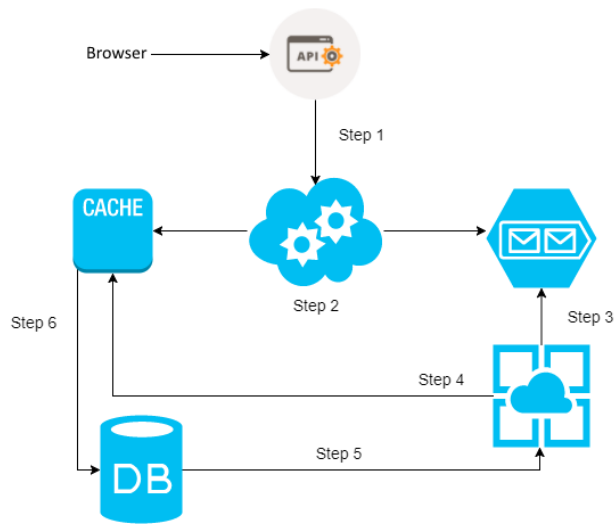 Browser
API
Step 1
CACHE
Step 2
Step 6
Step 3
Step 4
Step 5
DB